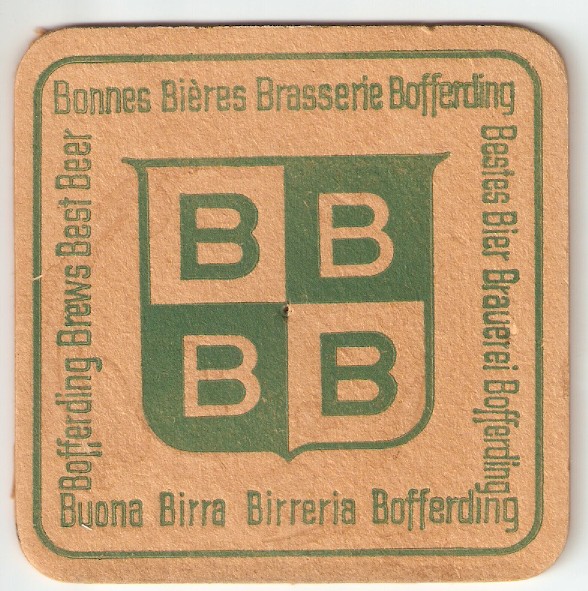 Bonnes Bières Brasserie Bofferding
Bestes Bier Brauerei Bofferding
Buona Birra Birreria Bofferding
Bofferding Brews Best Beer
B B
B B